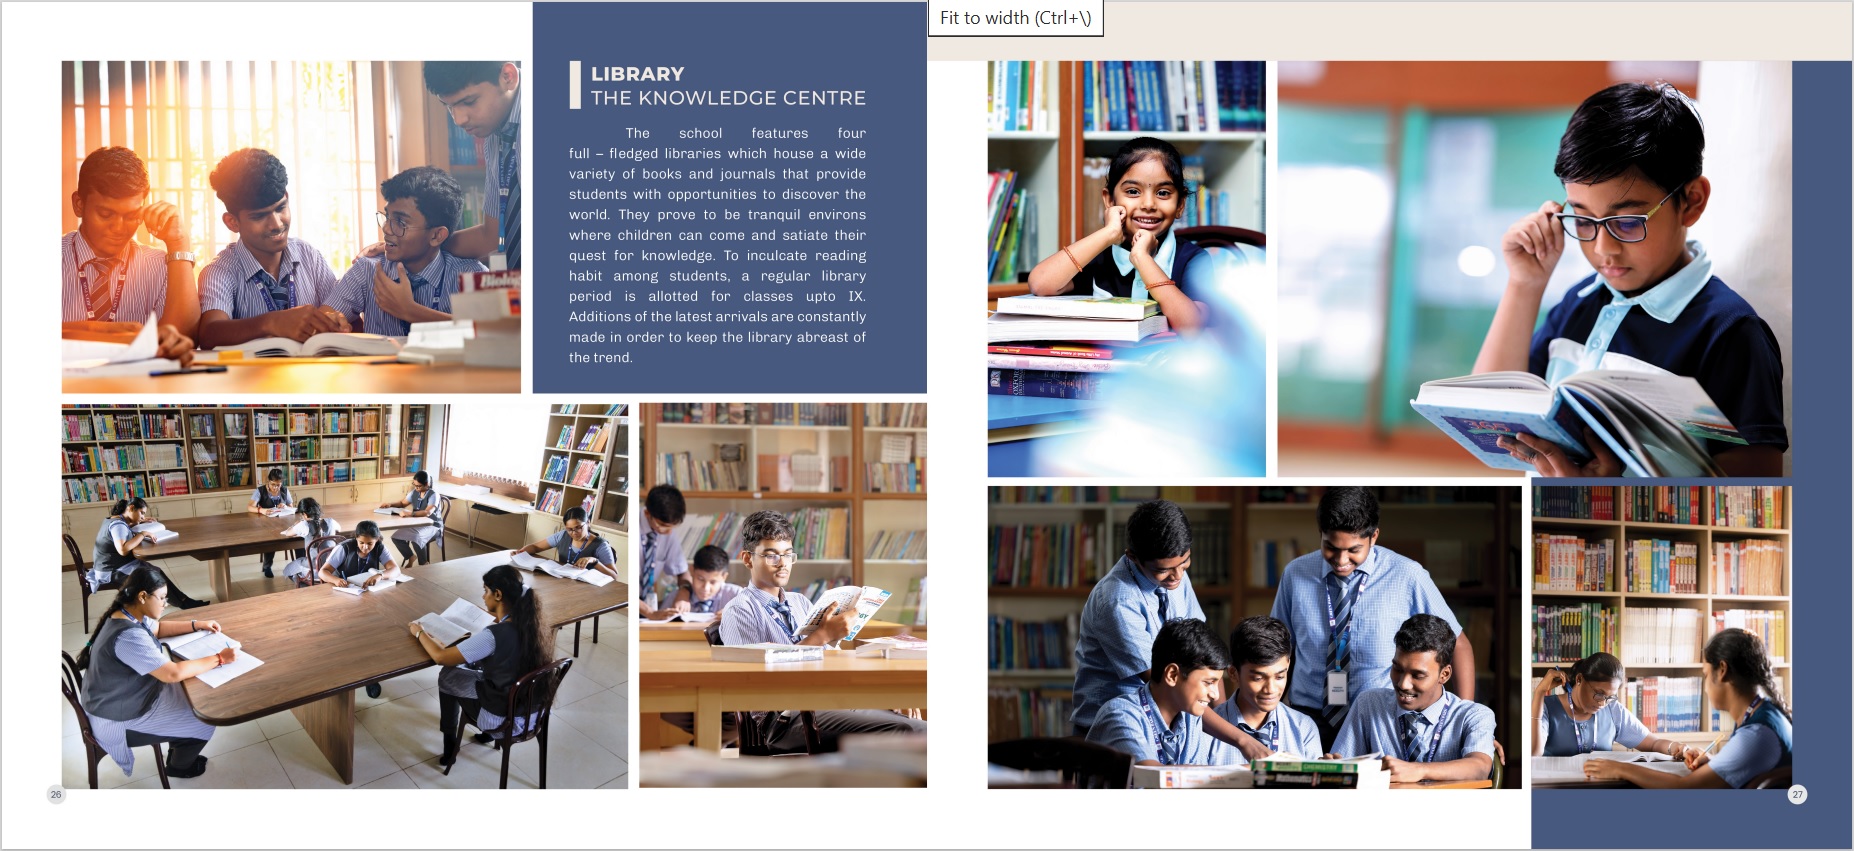 Fit to width (Ctrl+\)
LIBRARY
THE KNOWLEDGE CENTRE
The school features four
full – fledged libraries which house a wide
variety of books and journals that provide
students with opportunities to discover the
world. They prove to be tranquil environs
where children can come and satiate their
quest for knowledge. To inculcate reading
habit among students, a regular library
period is allotted for classes upto IX.
Additions of the latest arrivals are constantly
made in order to keep the library abreast of
the trend.
Biology
OXFORD
360
CHEMISTRY
26
27